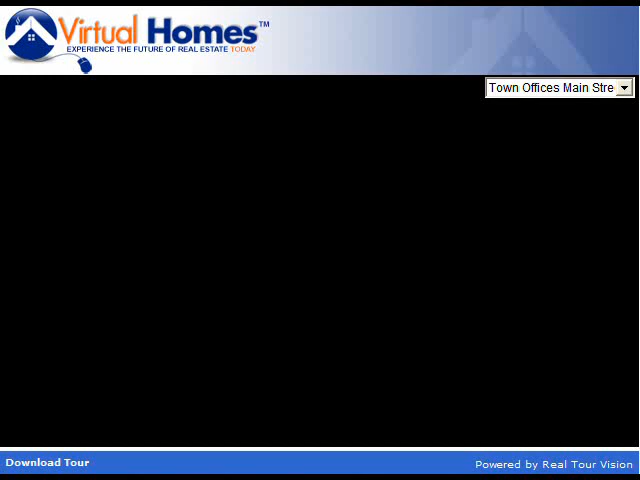 Virtual Homes™
EXPERIENCE THE FUTURE OF REAL ESTATE TODAY
Town Offices Main Stre
Download Tour
Powered by Real Tour Vision